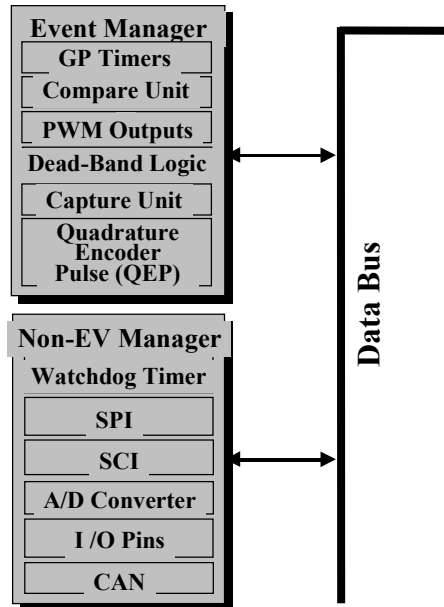 Event Manager
GP Timers
Compare Unit
PWM Outputs
Dead-Band Logic
Capture Unit
Quadrature
Encoder
Pulse (QEP)
Non-EV Manager
Watchdog Timer
SPI
SCI
A/D Converter
I /O Pins
CAN
Data Bus